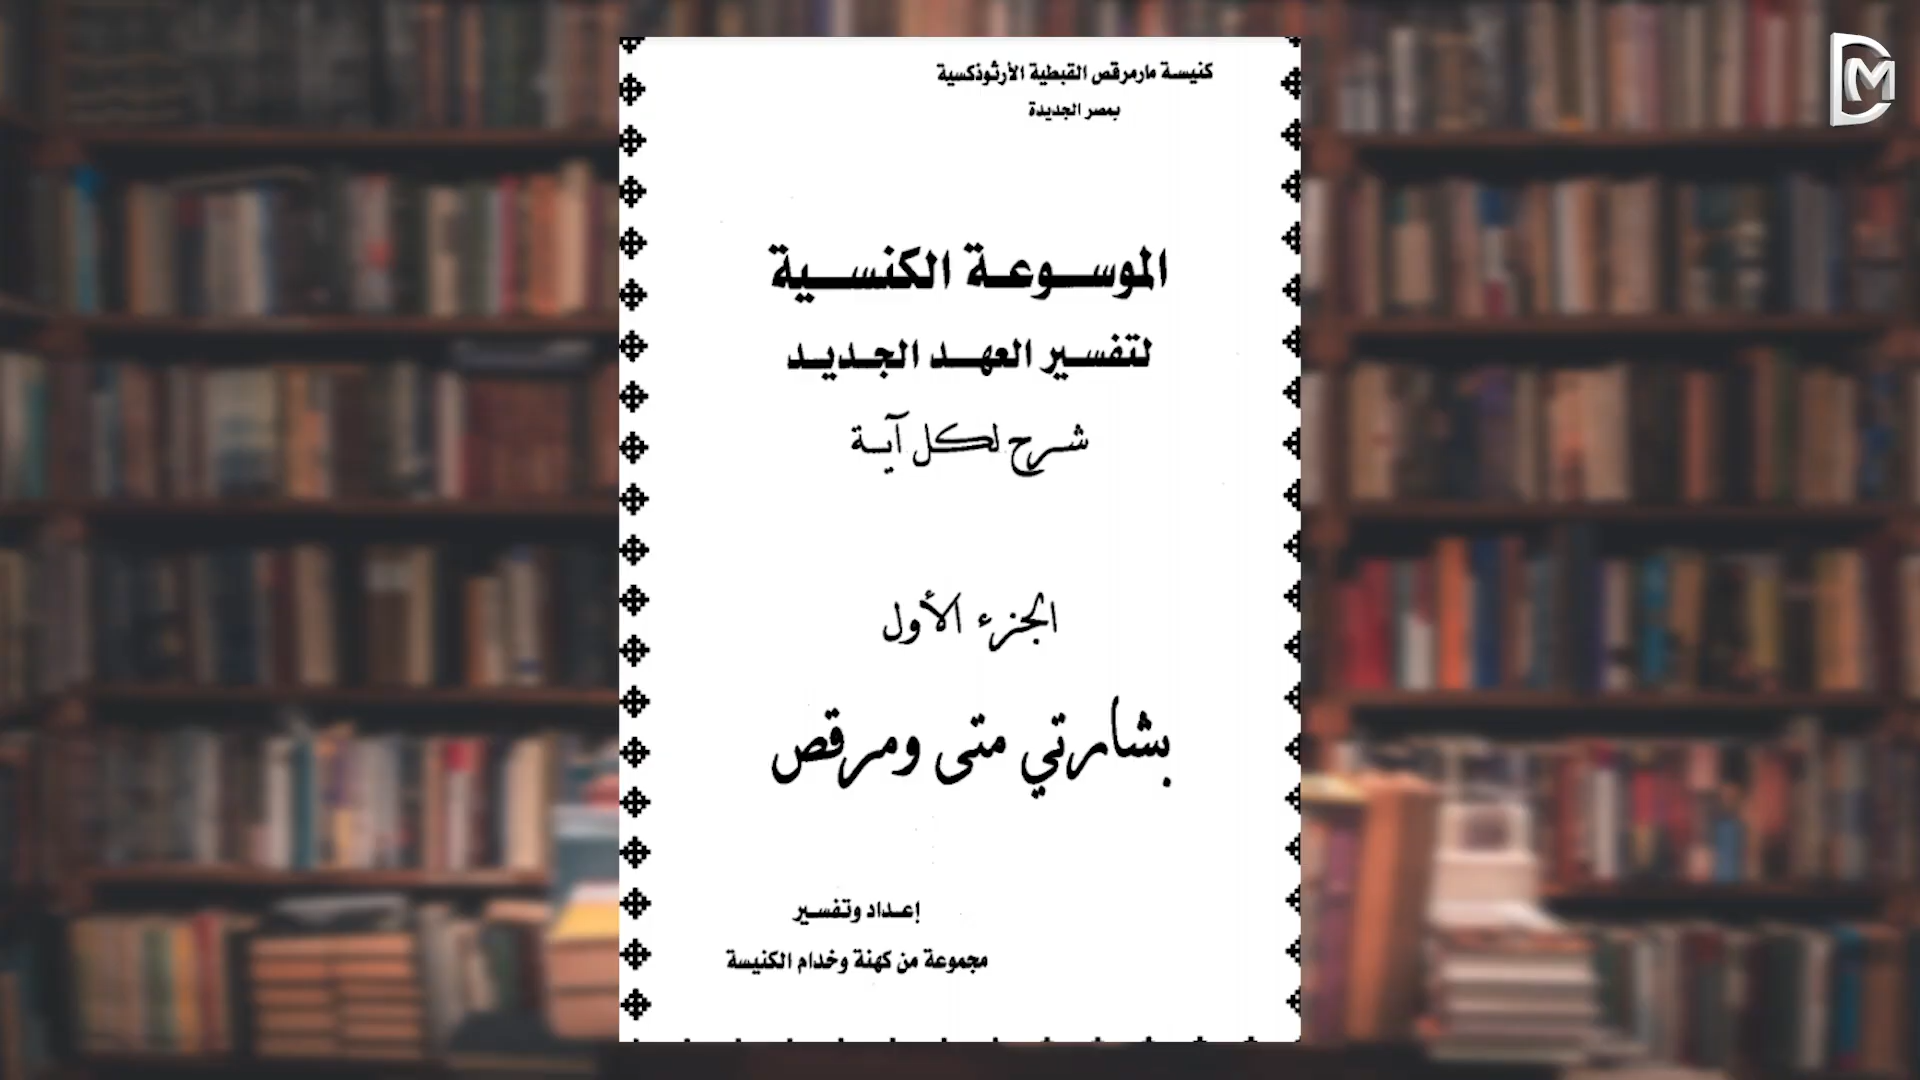 كنيسة مارمرقص القبطية الأرثوذكسية
بمصر الجديدة
الموسوعة الكنسية
لتفسير العهد الجديد
شرح لكل آية
الجزء الأول
بشارتي متى ومرقص
إعداد وتفسير
مجموعة من كهنة وخدام الكنيسة